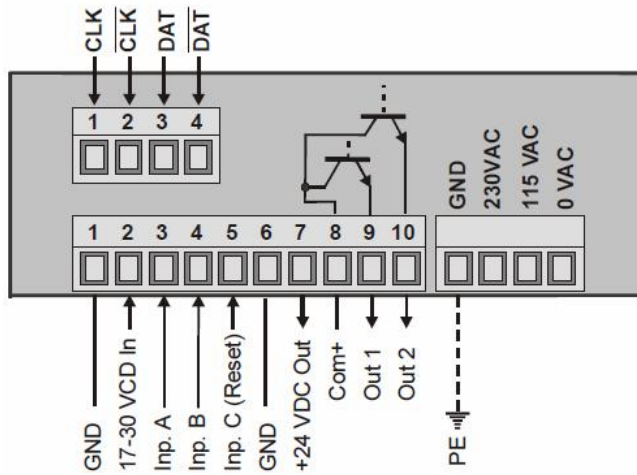 CLK
CLK
DAT
DAT
1 2 3 4
GND
230VAC
115 VAC
0 VAC
1 2 3 4 5 6 7 8 9 10
GND
17-30 VCD In
Inp. A
Inp. B
Inp. C (Reset)
GND
+24 VDC Out
Com+
Out 1
Out 2
PE